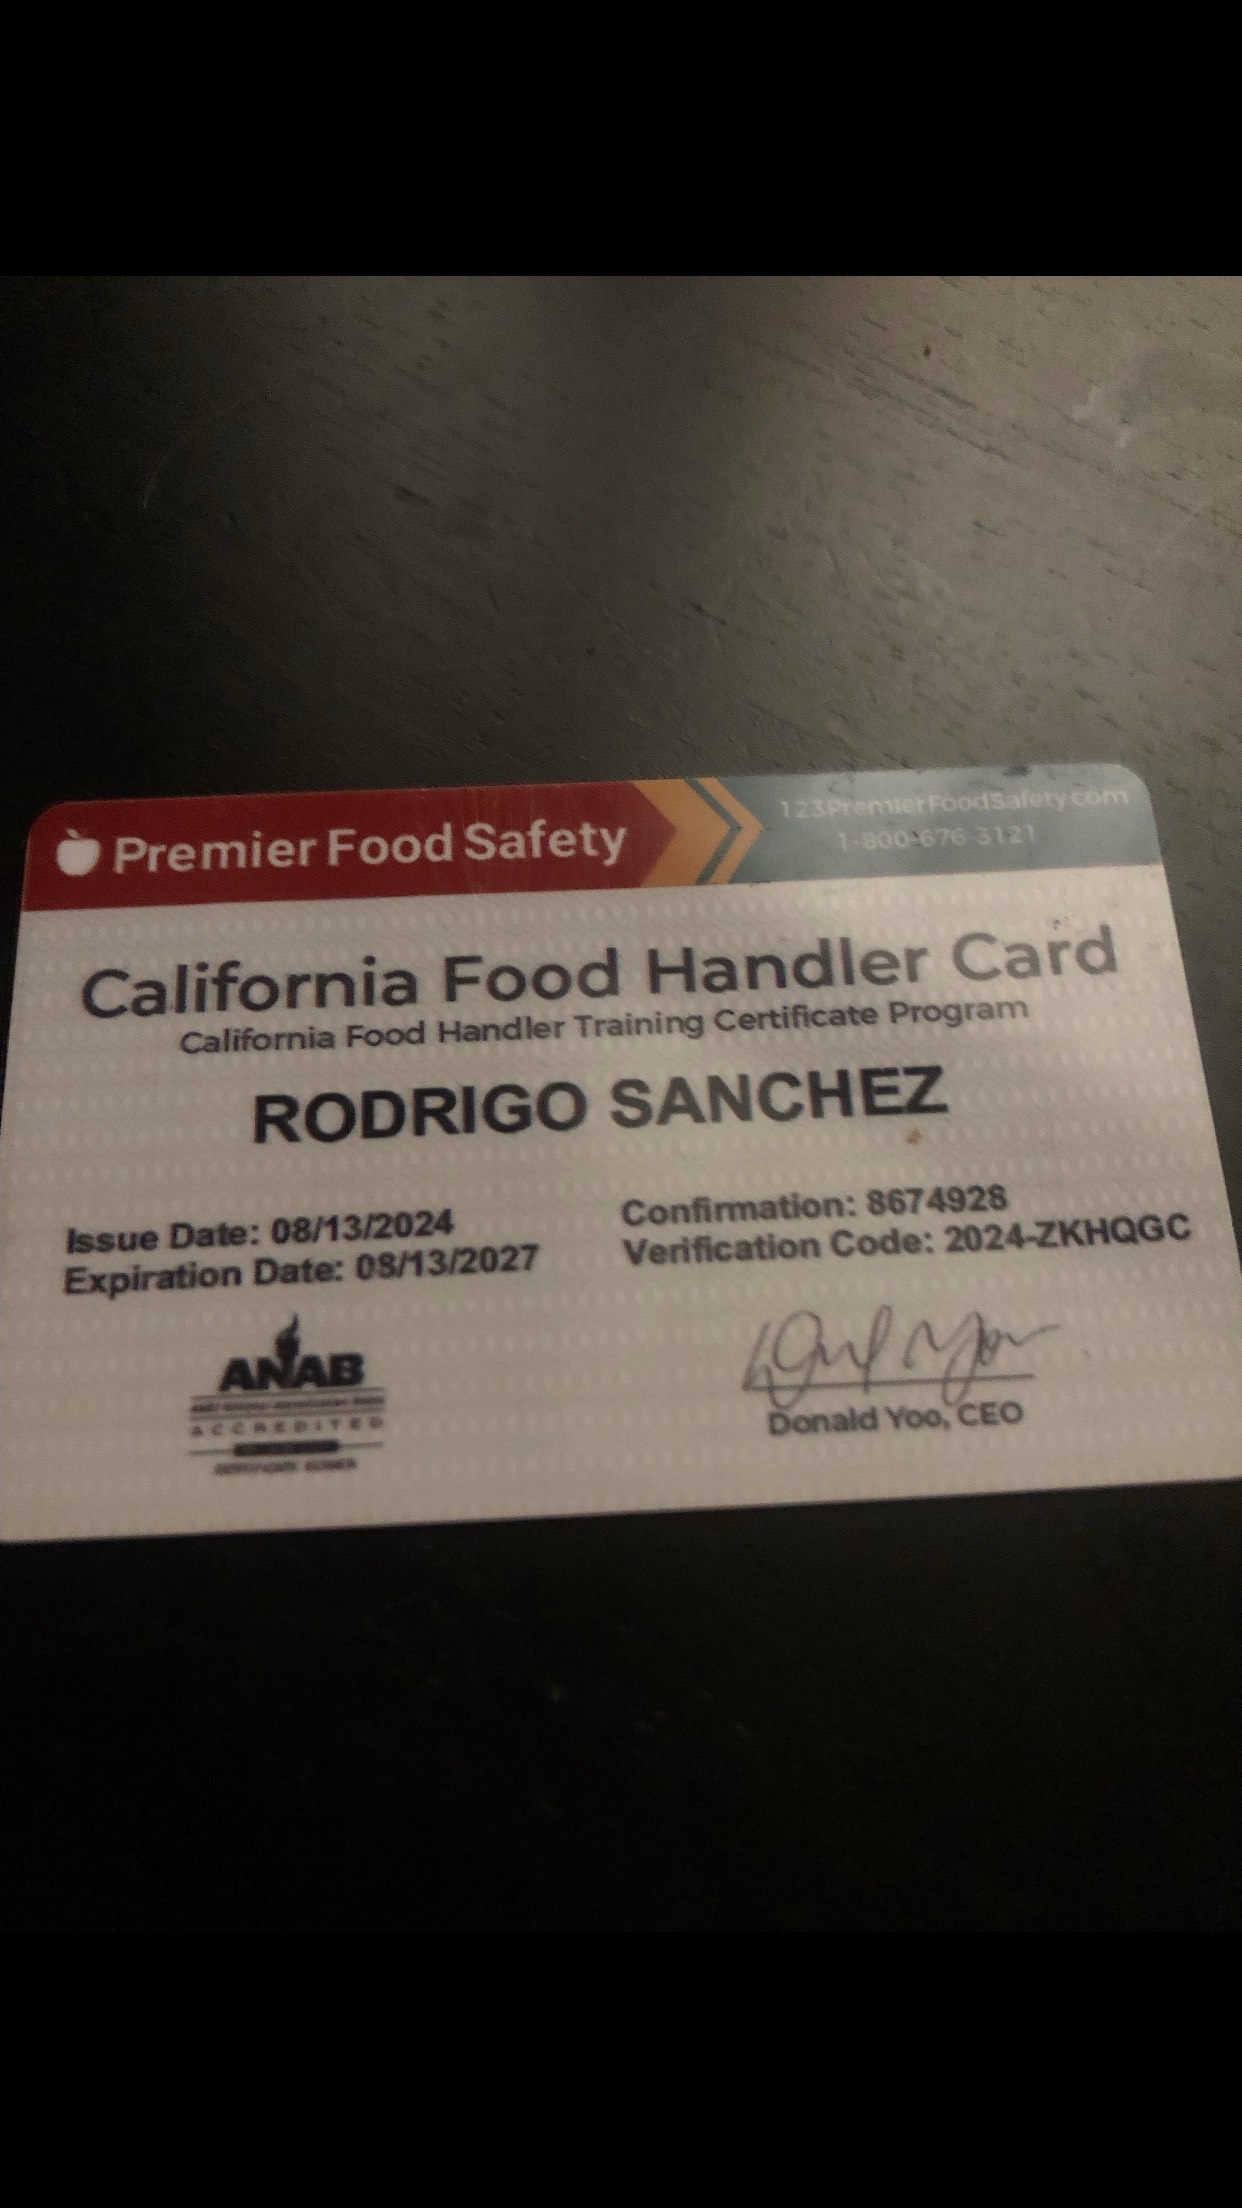 Premier Food Safety
123PremierFoodSafety.com
1-800-676-3121
California Food Handler Card
California Food Handler Training Certificate Program
RODRIGO SANCHEZ
Issue Date: 08/13/2024
Expiration Date: 08/13/2027
Confirmation: 8674928
Verification Code: 2024-ZKHQGC
ANAB
ACCREDITED
Donald Yoo, CEO